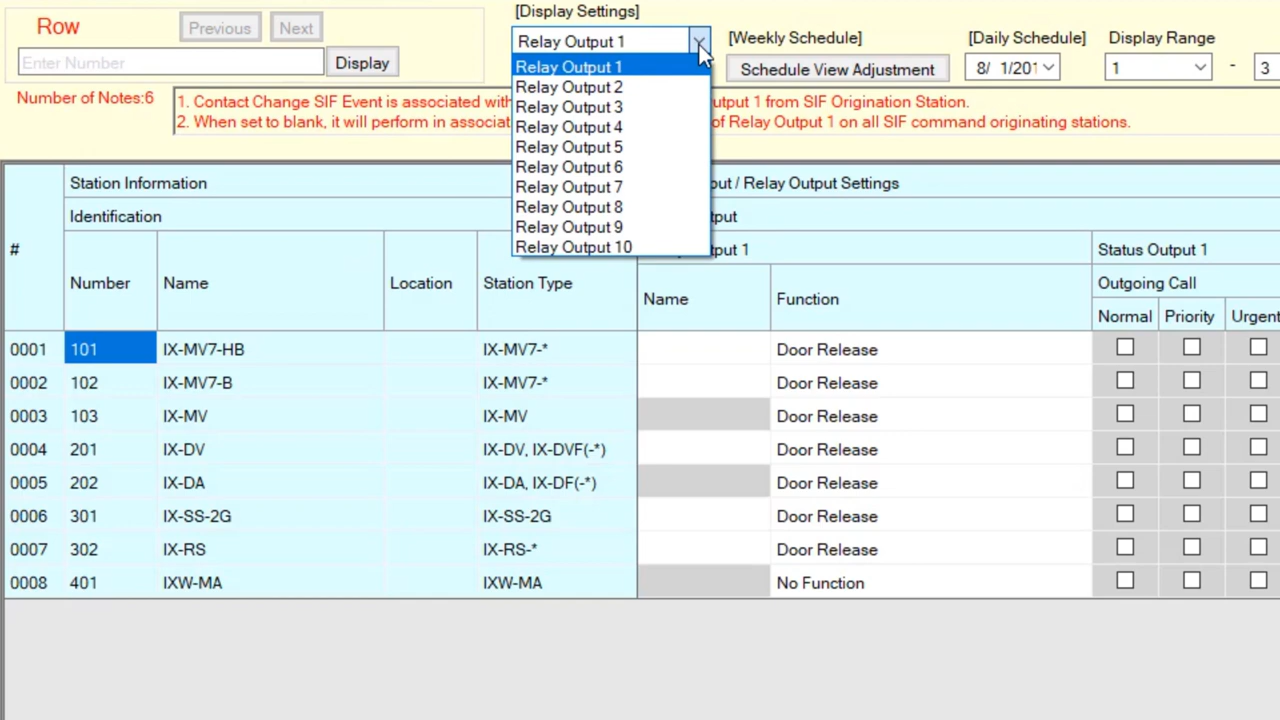 [Display Settings]
Row
Previous
Next
Relay Output 1
[Weekly Schedule]
[Daily Schedule]
Display Range
Enter Number
Display
Schedule View Adjustment
8/ 1/201
1
-
3
Relay Output 1
Relay Output 2
Relay Output 3
Relay Output 4
Relay Output 5
Relay Output 6
Relay Output 7
Relay Output 8
Relay Output 9
Relay Output 10
Number of Notes:6
1. Contact Change SIF Event is associated with utput 1 from SIF Origination Station.
2. When set to blank, it will perform in associat of Relay Output 1 on all SIF command originating stations.
Station Information
out / Relay Output Settings
Identification
tput
#
Number
Name
Location
Station Type
tput 1
Name
Function
Status Output 1
Outgoing Call
Normal
Priority
Urgent
0001 101 IX-MV7-HB IX-MV7-* Door Release
0002 102 IX-MV7-B IX-MV7-* Door Release
0003 103 IX-MV IX-MV Door Release
0004 201 IX-DV IX-DV, IX-DVF(-*) Door Release
0005 202 IX-DA IX-DA, IX-DF(-*) Door Release
0006 301 IX-SS-2G IX-SS-2G Door Release
0007 302 IX-RS IX-RS-* Door Release
0008 401 IXW-MA IXW-MA No Function